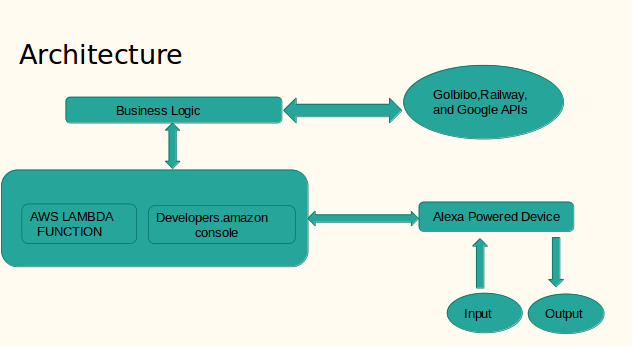 Architecture
Business Logic
Golbibo,Railway,
and Google APIs
AWS LAMBDA
FUNCTION
Developers.amazon
console
Alexa Powered Device
Input
Output